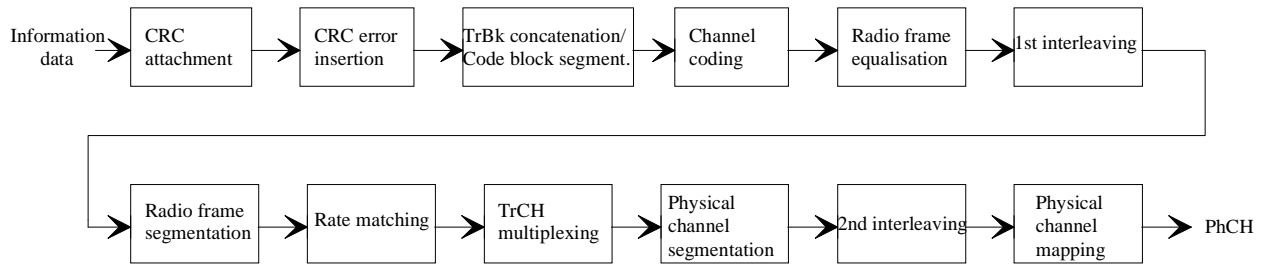 Information
data
CRC
attachment
CRC error
insertion
TrBk concatenation/
Code block segment.
Channel
coding
Radio frame
equalisation
1st interleaving
Radio frame
segmentation
Rate matching
TrCH
multiplexing
Physical
channel
segmentation
2nd interleaving
Physical
channel
mapping
PhCH